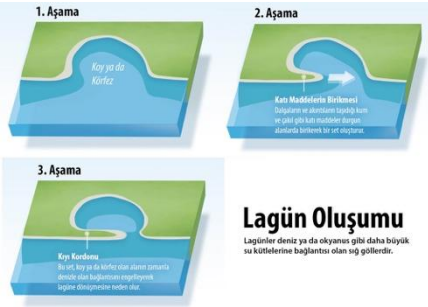 1. Aşama
Koy ya da
Körfez
2. Aşama
Katı Maddelerin Birikmesi
Dalgaların ve akıntıların taşıdığı kum
ve çakıl gibi katı maddeler durgun
alanlarda birikerek bir set oluşturur.
3. Aşama
Kıyı Kordonu
Bu set, koy ya da körfez olan alanın zamanla
denizle olan bağlantısını engelleyerek
lagüne dönüşmesine neden olur.
Lagün Oluşumu
Lagünler deniz ya da okyanus gibi daha büyük
su kütlelerine bağlantısı olan sığ göllerdir.